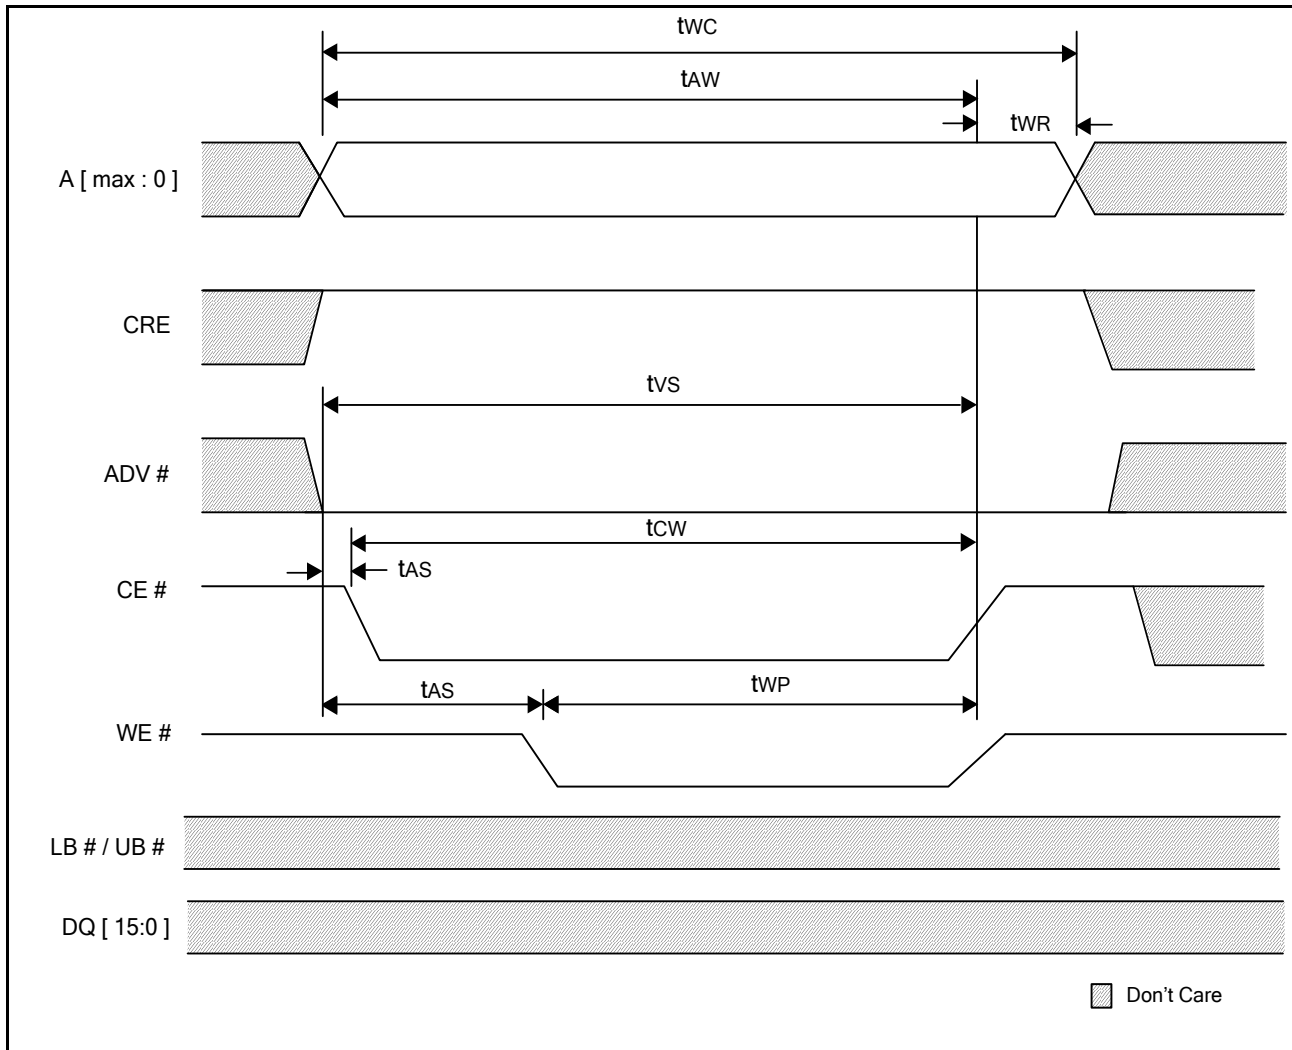 tWC
tAW
tWR
A [ max : 0 ]
CRE
tVS
ADV #
tCW
tAS
CE #
tAS
tWP
WE #
LB # / UB #
DQ [ 15:0 ]
Don't Care